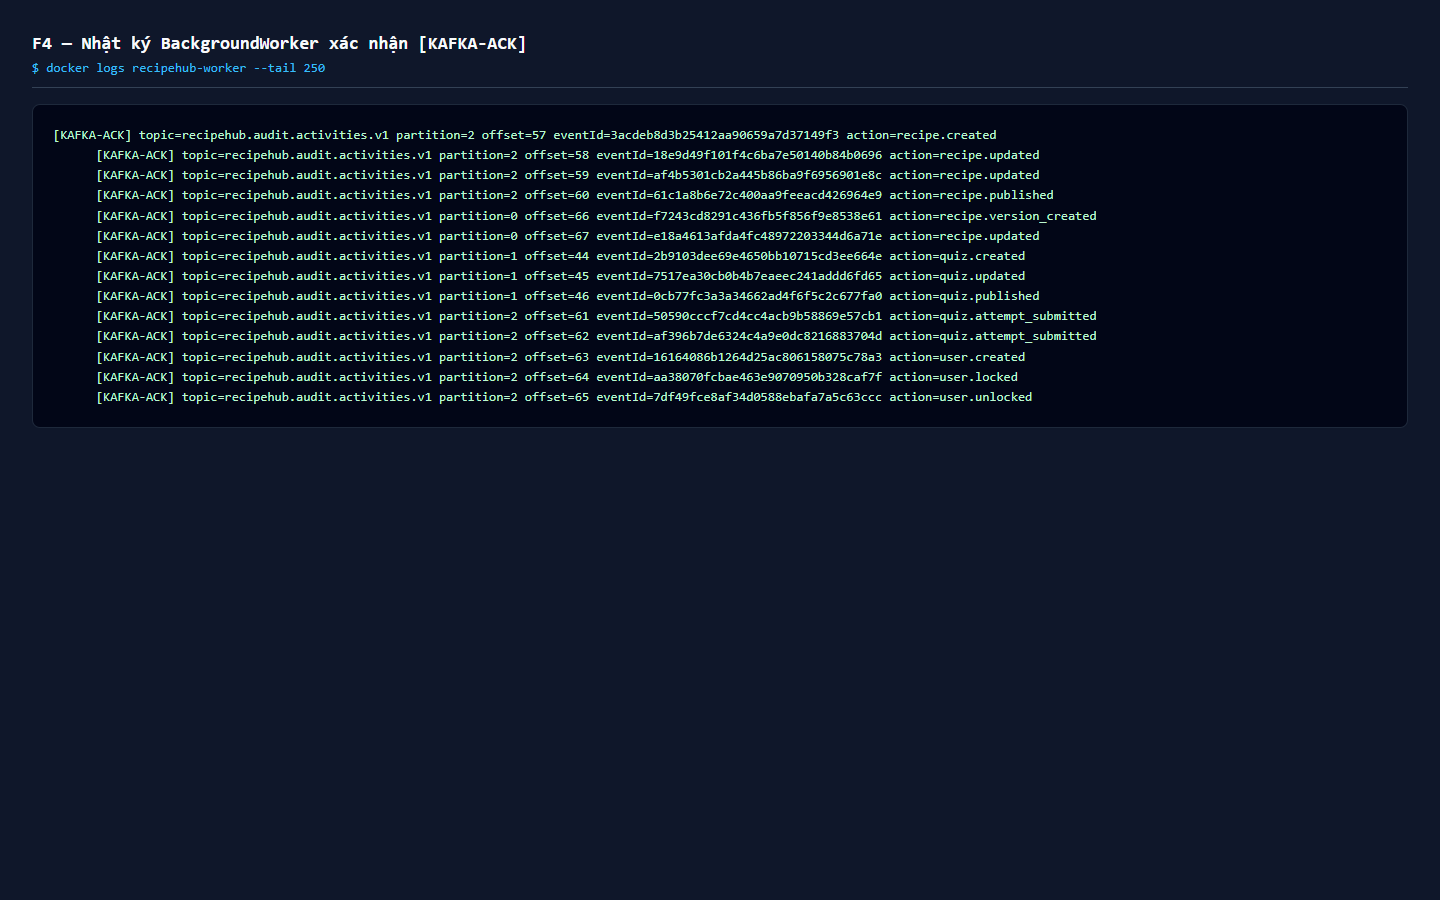 F4 — Nhật ký BackgroundWorker xác nhận [KAFKA-ACK]
$ docker logs recipehub-worker --tail 250
[KAFKA-ACK] topic=recipehub.audit.activities.v1 partition=2 offset=57 eventId=3acdeb8d3b25412aa90659a7d37149f3 action=recipe.created
[KAFKA-ACK] topic=recipehub.audit.activities.v1 partition=2 offset=58 eventId=18e9d49f101f4c6ba7e50140b84b0696 action=recipe.updated
[KAFKA-ACK] topic=recipehub.audit.activities.v1 partition=2 offset=59 eventId=af4b5301cb2a445b86ba9f6956901e8c action=recipe.updated
[KAFKA-ACK] topic=recipehub.audit.activities.v1 partition=2 offset=60 eventId=61c1a8b6e72c400aa9feeacd426964e9 action=recipe.published
[KAFKA-ACK] topic=recipehub.audit.activities.v1 partition=0 offset=66 eventId=f7243cd8291c436fb5f856f9e8538e61 action=recipe.version_created
[KAFKA-ACK] topic=recipehub.audit.activities.v1 partition=0 offset=67 eventId=e18a4613afda4fc48972203344d6a71e action=recipe.updated
[KAFKA-ACK] topic=recipehub.audit.activities.v1 partition=1 offset=44 eventId=2b9103dee69e4650bb10715cd3ee664e action=quiz.created
[KAFKA-ACK] topic=recipehub.audit.activities.v1 partition=1 offset=45 eventId=7517ea30cb0b4b7eaeec241addd6fd65 action=quiz.updated
[KAFKA-ACK] topic=recipehub.audit.activities.v1 partition=1 offset=46 eventId=0cb77fc3a3a34662ad4f6f5c2c677fa0 action=quiz.published
[KAFKA-ACK] topic=recipehub.audit.activities.v1 partition=2 offset=61 eventId=50590cccf7cd4cc4acb9b58869e57cb1 action=quiz.attempt_submitted
[KAFKA-ACK] topic=recipehub.audit.activities.v1 partition=2 offset=62 eventId=af396b7de6324c4a9e0dc8216883704d action=quiz.attempt_submitted
[KAFKA-ACK] topic=recipehub.audit.activities.v1 partition=2 offset=63 eventId=16164086b1264d25ac806158075c78a3 action=user.created
[KAFKA-ACK] topic=recipehub.audit.activities.v1 partition=2 offset=64 eventId=aa38070fcbae463e9070950b328caf7f action=user.locked
[KAFKA-ACK] topic=recipehub.audit.activities.v1 partition=2 offset=65 eventId=7df49fce8af34d0588ebafa7a5c63ccc action=user.unlocked